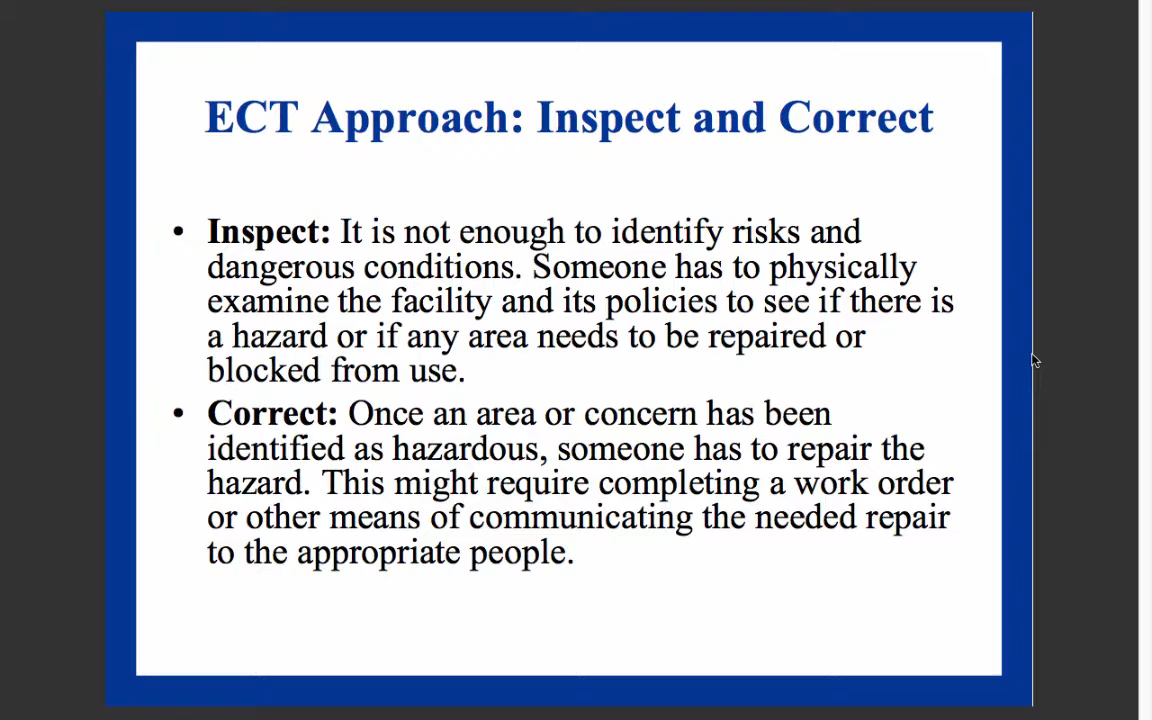 ECT Approach: Inspect and Correct
• Inspect: It is not enough to identify risks and
dangerous conditions. Someone has to physically
examine the facility and its policies to see if there is
a hazard or if any area needs to be repaired or
blocked from use.
• Correct: Once an area or concern has been
identified as hazardous, someone has to repair the
hazard. This might require completing a work order
or other means of communicating the needed repair
to the appropriate people.